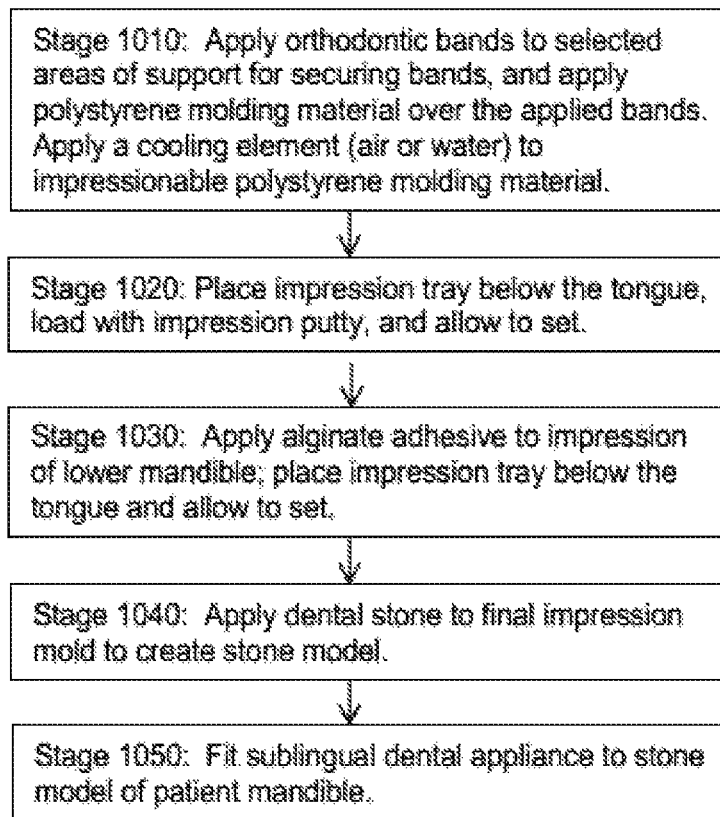 Stage 1010: Apply orthodontic bands to selected
areas of support for securing bands, and apply
polystyrene molding material over the applied bands.
Apply a cooling element (air or water) to
impressionable polystyrene molding material.
Stage 1020: Place impression tray below the tongue,
load with impression putty, and allow to set.
Stage 1030: Apply alginate adhesive to impression
of lower mandible; place impression tray below the
tongue and allow to set.
Stage 1040: Apply dental stone to final impression
mold to create stone model.
Stage 1050: Fit sublingual dental appliance to stone
model of patient mandible.